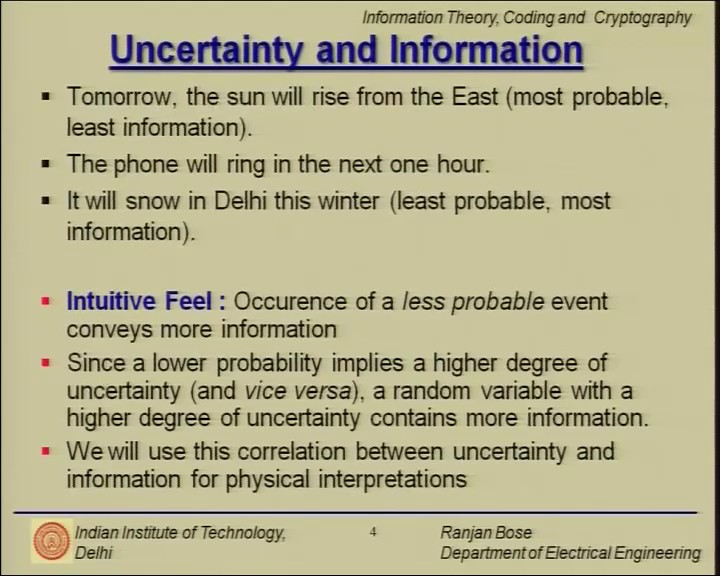 Information Theory, Coding and Cryptography
Uncertainty and Information
▪ Tomorrow, the sun will rise from the East (most probable,
least information).
▪ The phone will ring in the next one hour.
▪ It will snow in Delhi this winter (least probable, most
information).
▪ Intuitive Feel : Occurence of a less probable event
conveys more information
▪ Since a lower probability implies a higher degree of
uncertainty (and vice versa), a random variable with a
higher degree of uncertainty contains more information.
▪ We will use this correlation between uncertainty and
information for physical interpretations
Indian Institute of Technology,
Delhi
4
Ranjan Bose
Department of Electrical Engineering